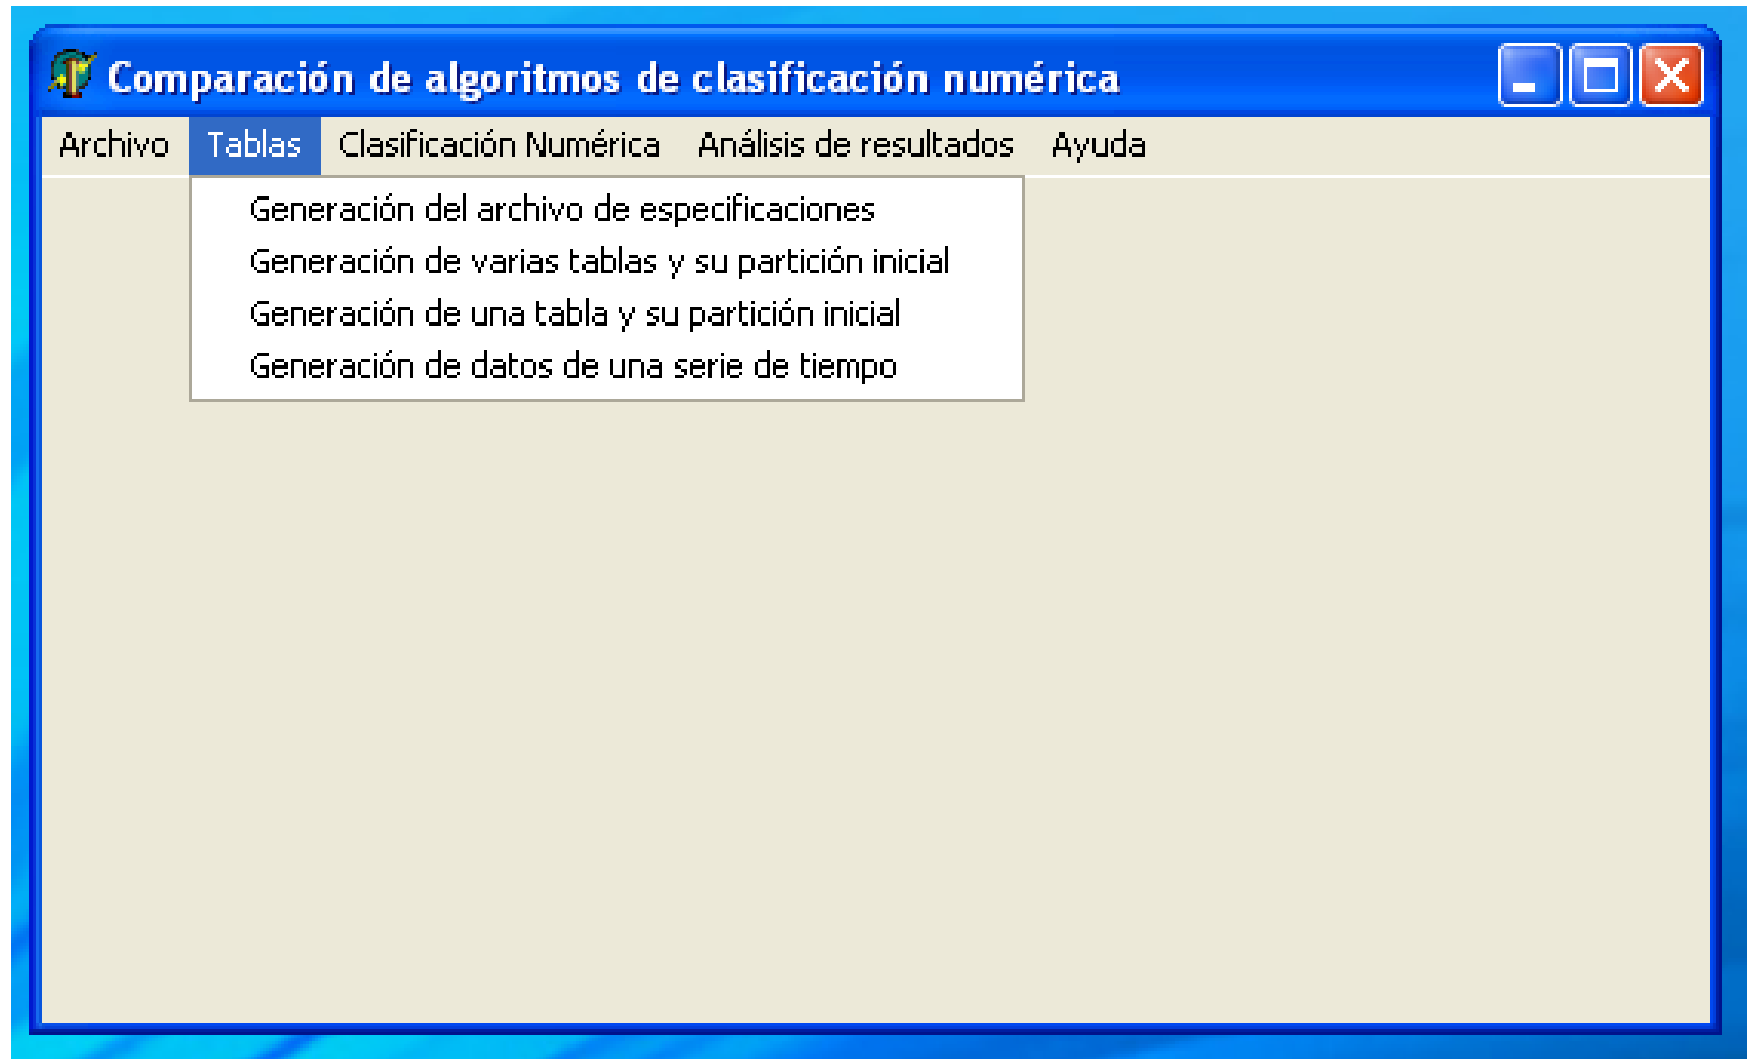 Comparación de algoritmos de clasificación numérica
Archivo Tablas Clasificación Numérica Análisis de resultados Ayuda
Generación del archivo de especificaciones
Generación de varias tablas y su partición inicial
Generación de una tabla y su partición inicial
Generación de datos de una serie de tiempo